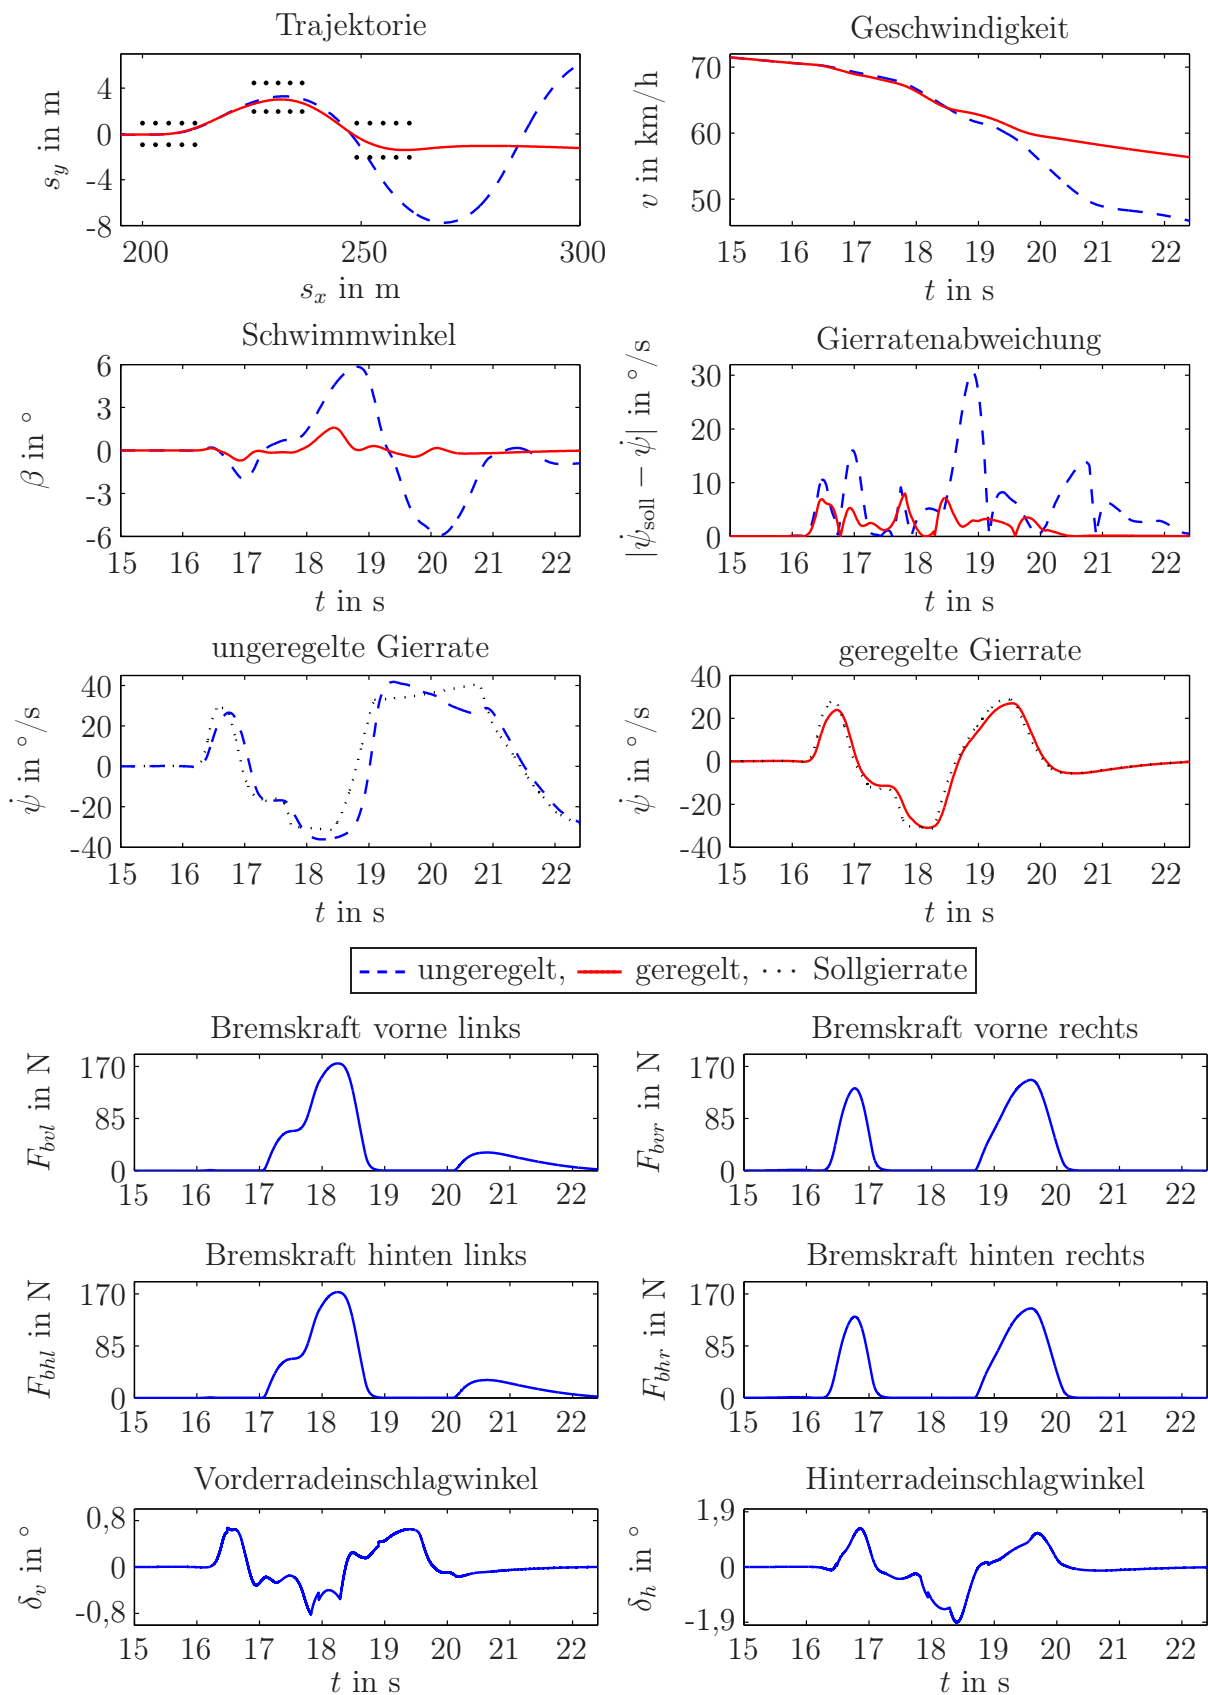 Trajektorie
4
0
-4
-8
s_y in m
200 250 300
s_x in m
Geschwindigkeit
70
60
50
v in km/h
15 16 17 18 19 20 21 22
t in s
Schwimmwinkel
6
3
0
-3
-6
β in °
15 16 17 18 19 20 21 22
t in s
Gierratenabweichung
30
20
10
0
|ψ̇_soll − ψ̇| in °/s
15 16 17 18 19 20 21 22
t in s
ungeregelte Gierrate
40
20
0
-20
-40
ψ̇ in °/s
15 16 17 18 19 20 21 22
t in s
geregelte Gierrate
40
20
0
-20
-40
ψ̇ in °/s
15 16 17 18 19 20 21 22
t in s
ungeregelt, geregelt, Sollgierrate
Bremskraft vorne links
170
85
0
F_bvl in N
15 16 17 18 19 20 21 22
Bremskraft vorne rechts
170
85
0
F_bvr in N
15 16 17 18 19 20 21 22
Bremskraft hinten links
170
85
0
F_bhl in N
15 16 17 18 19 20 21 22
Bremskraft hinten rechts
170
85
0
F_bhr in N
15 16 17 18 19 20 21 22
Vorderradeinschlagwinkel
0,8
0
-0,8
δ_v in °
15 16 17 18 19 20 21 22
t in s
Hinterradeinschlagwinkel
1,9
0
-1,9
δ_h in °
15 16 17 18 19 20 21 22
t in s